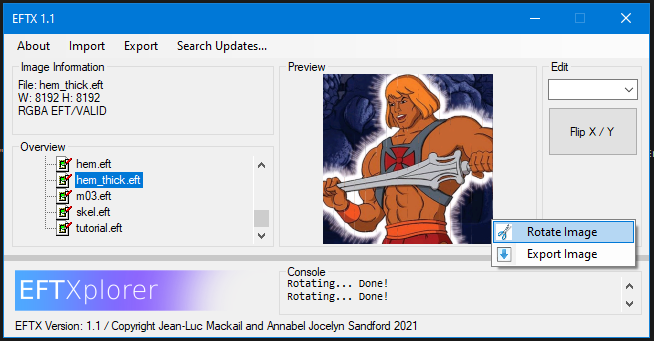 EFTX 1.1
About Import Export Search Updates...
Image Information
File: hem_thick.eft
W: 8192 H: 8192
RGBA EFT/VALID
Overview
hem.eft
hem_thick.eft
m03.eft
skel.eft
tutorial.eft
Preview
Edit
Flip X / Y
Rotate Image
Export Image
EFTXplorer
Console
Rotating... Done!
Rotating... Done!
EFTX Version: 1.1 / Copyright Jean-Luc Mackail and Annabel Jocelyn Sandford 2021